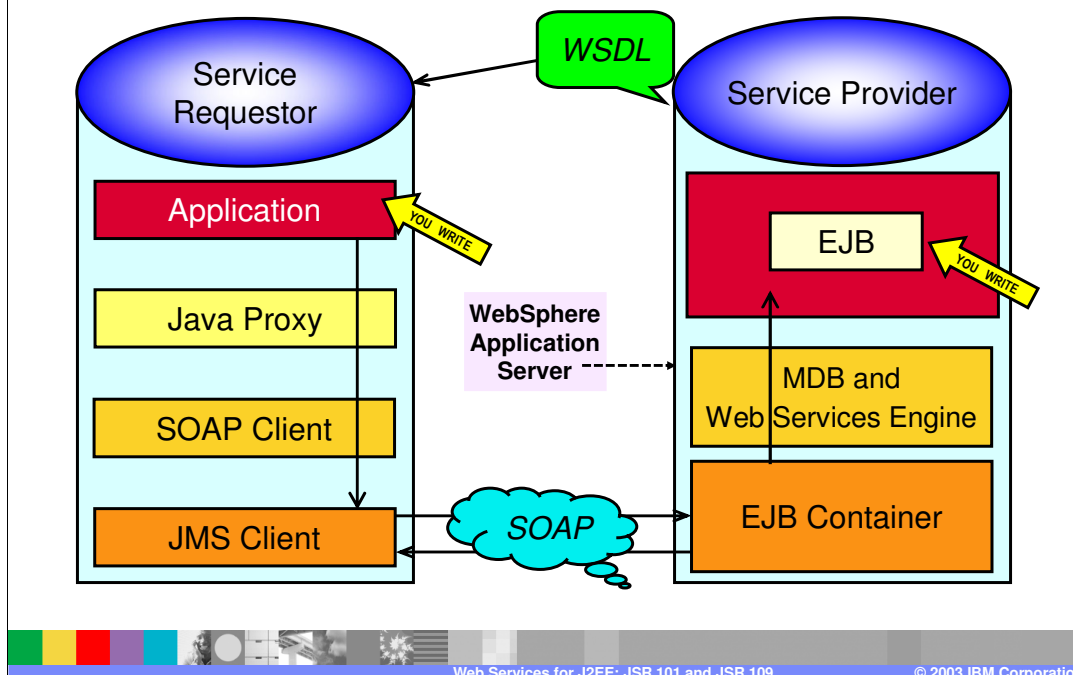 WSDL
Service
Requestor
Service Provider
Application
YOU WRITE
EJB
YOU WRITE
Java Proxy
WebSphere
Application
Server
MDB and
Web Services Engine
SOAP Client
JMS Client
SOAP
EJB Container
Web Services for J2EE: JSR 101 and JSR 109
© 2003 IBM Corporatio